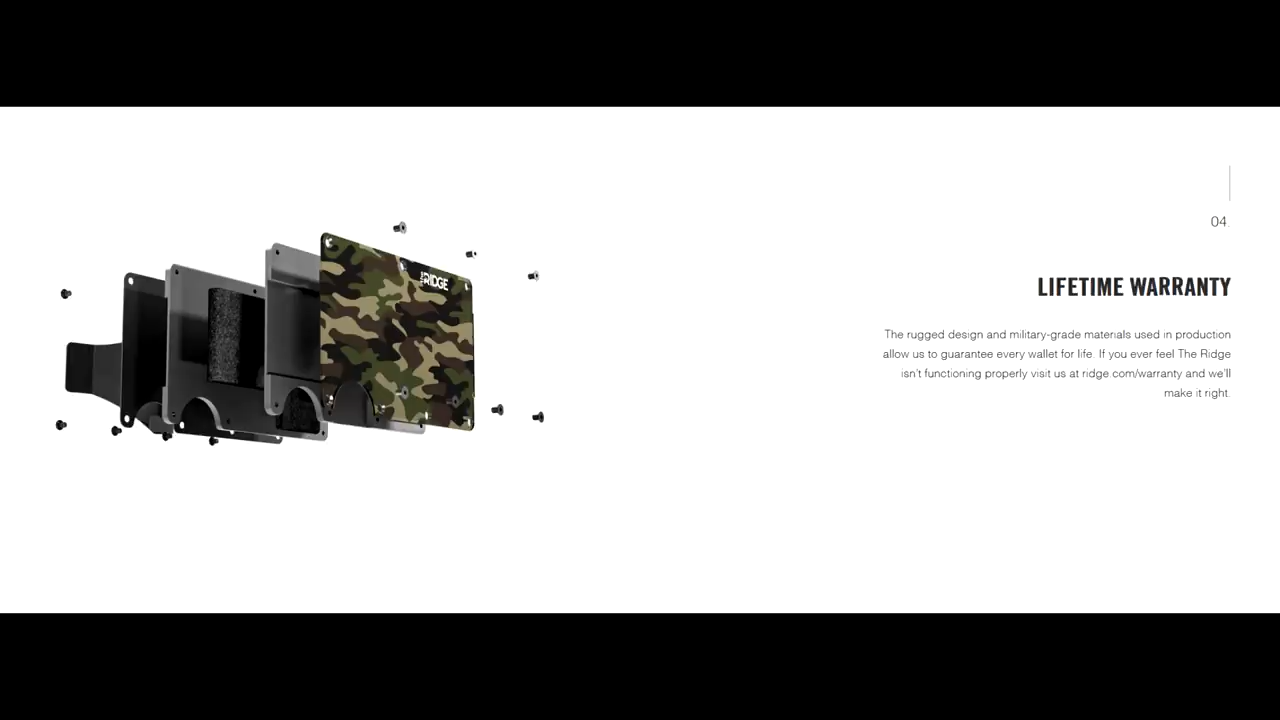 THE RIDGE
04.
LIFETIME WARRANTY
The rugged design and military-grade materials used in production
allow us to guarantee every wallet for life. If you ever feel The Ridge
isn't functioning properly visit us at ridge.com/warranty and we'll
make it right.